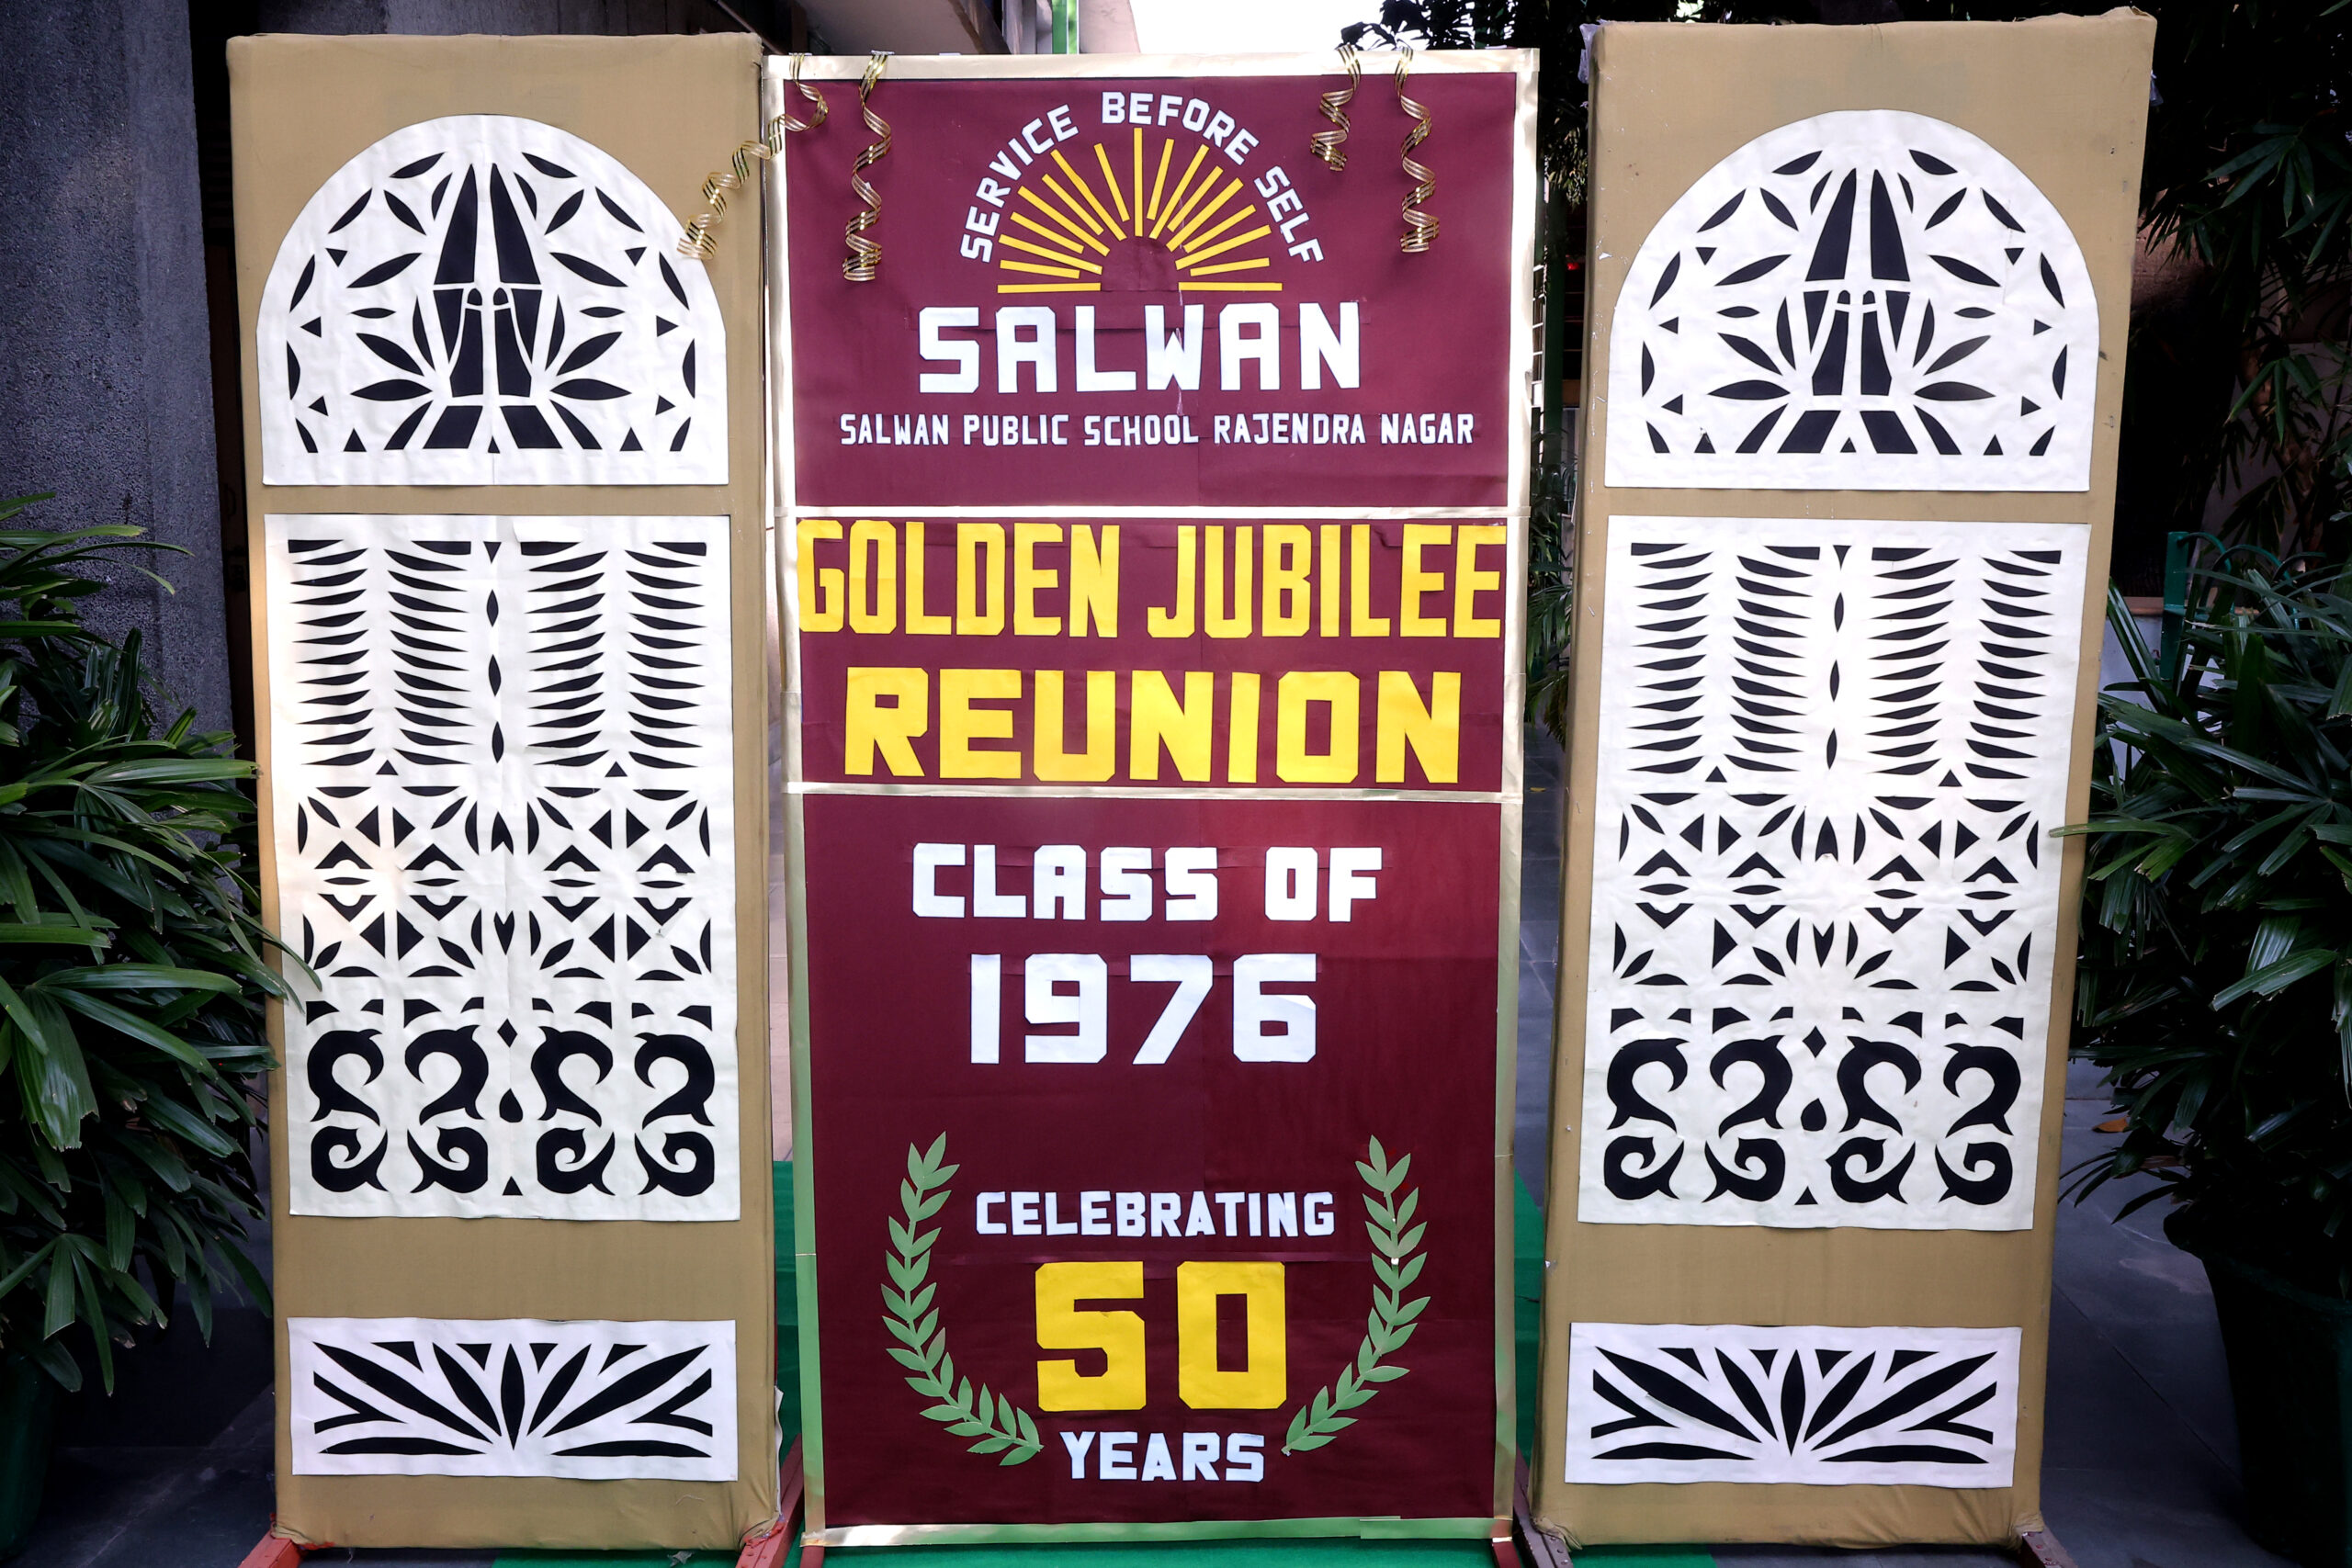 SERVICE BEFORE SELF
SALWAN
SALWAN PUBLIC SCHOOL RAJENDRA NAGAR
GOLDEN JUBILEE
REUNION
CLASS OF
1976
CELEBRATING
50
YEARS